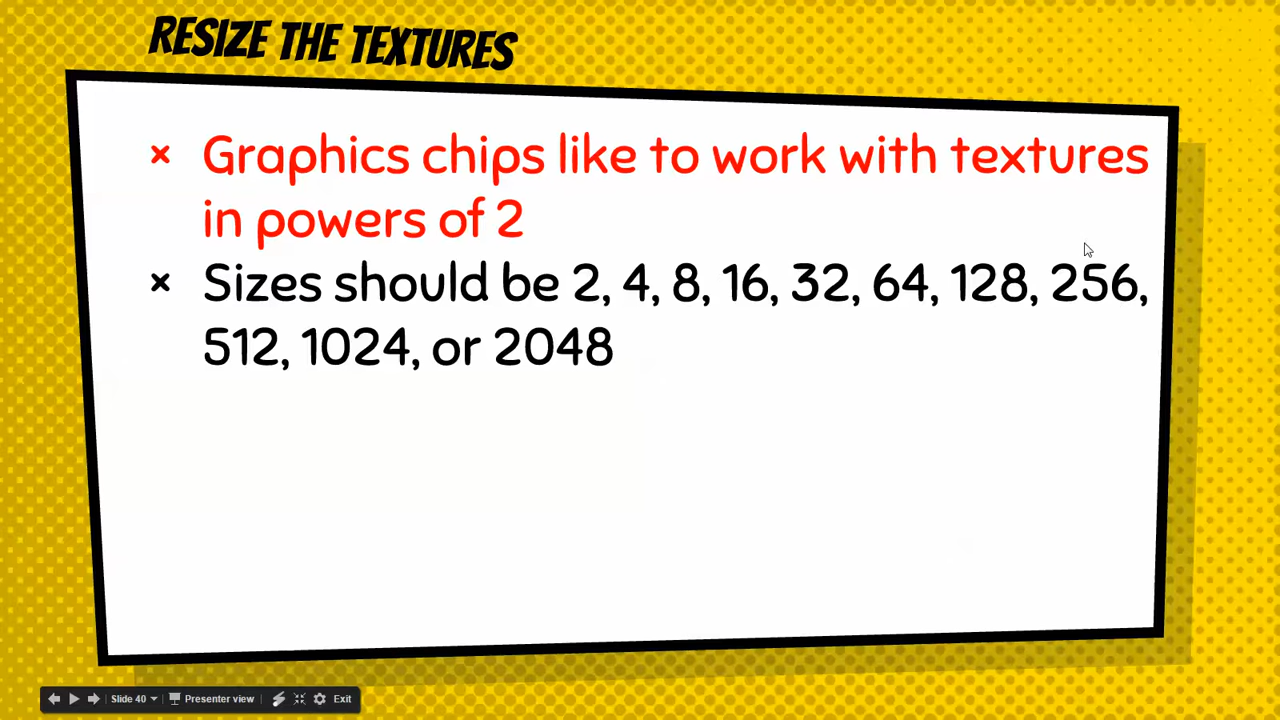 RESIZE THE TEXTURES
× Graphics chips like to work with textures
in powers of 2
× Sizes should be 2, 4, 8, 16, 32, 64, 128, 256,
512, 1024, or 2048
Slide 40 Presenter view Exit